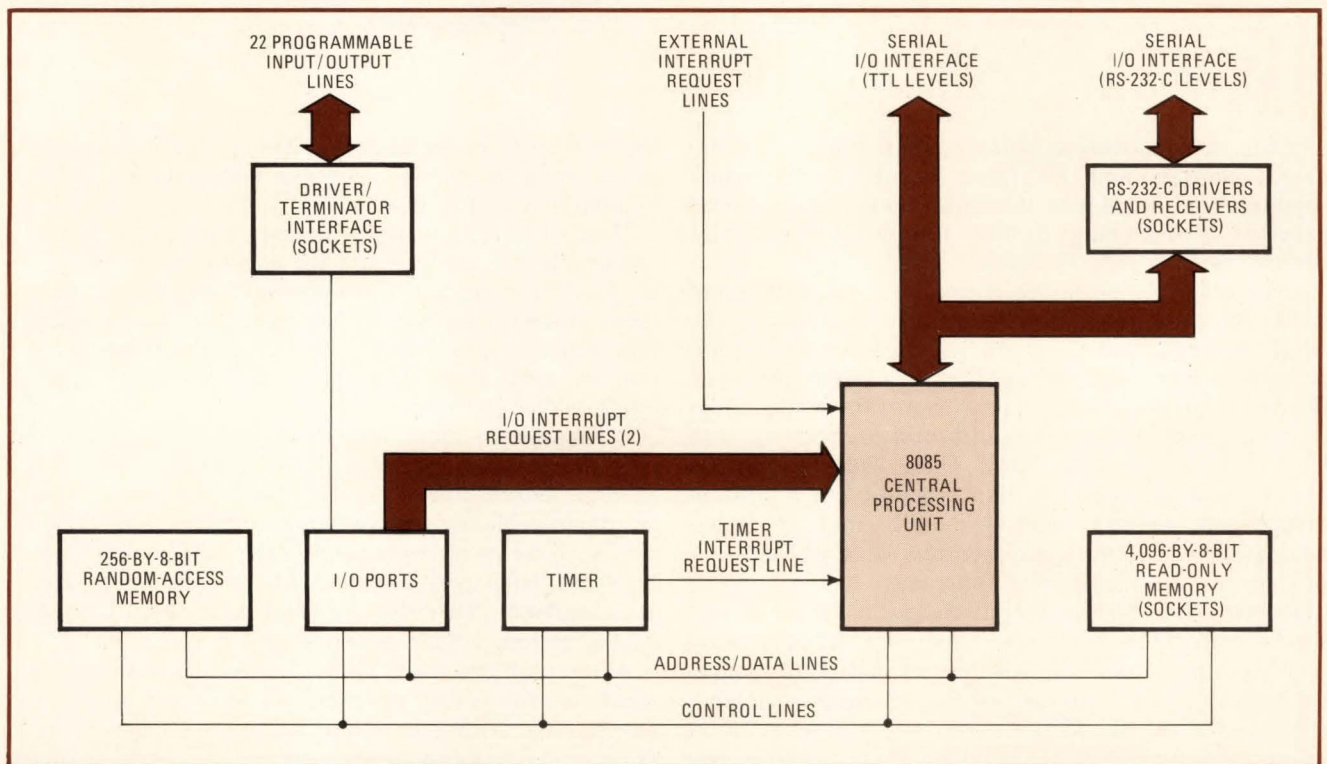 22 PROGRAMMABLE
INPUT/OUTPUT
LINES
EXTERNAL
INTERRUPT
REQUEST
LINES
SERIAL
I/O INTERFACE
(TTL LEVELS)
SERIAL
I/O INTERFACE
(RS-232-C LEVELS)
DRIVER/
TERMINATOR
INTERFACE
(SOCKETS)
RS-232-C DRIVERS
AND RECEIVERS
(SOCKETS)
I/O INTERRUPT
REQUEST LINES (2)
8085
CENTRAL
PROCESSING
UNIT
256-BY-8-BIT
RANDOM-ACCESS
MEMORY
I/O PORTS
TIMER
TIMER
INTERRUPT
REQUEST LINE
4,096-BY-8-BIT
READ-ONLY
MEMORY
(SOCKETS)
ADDRESS/DATA LINES
CONTROL LINES